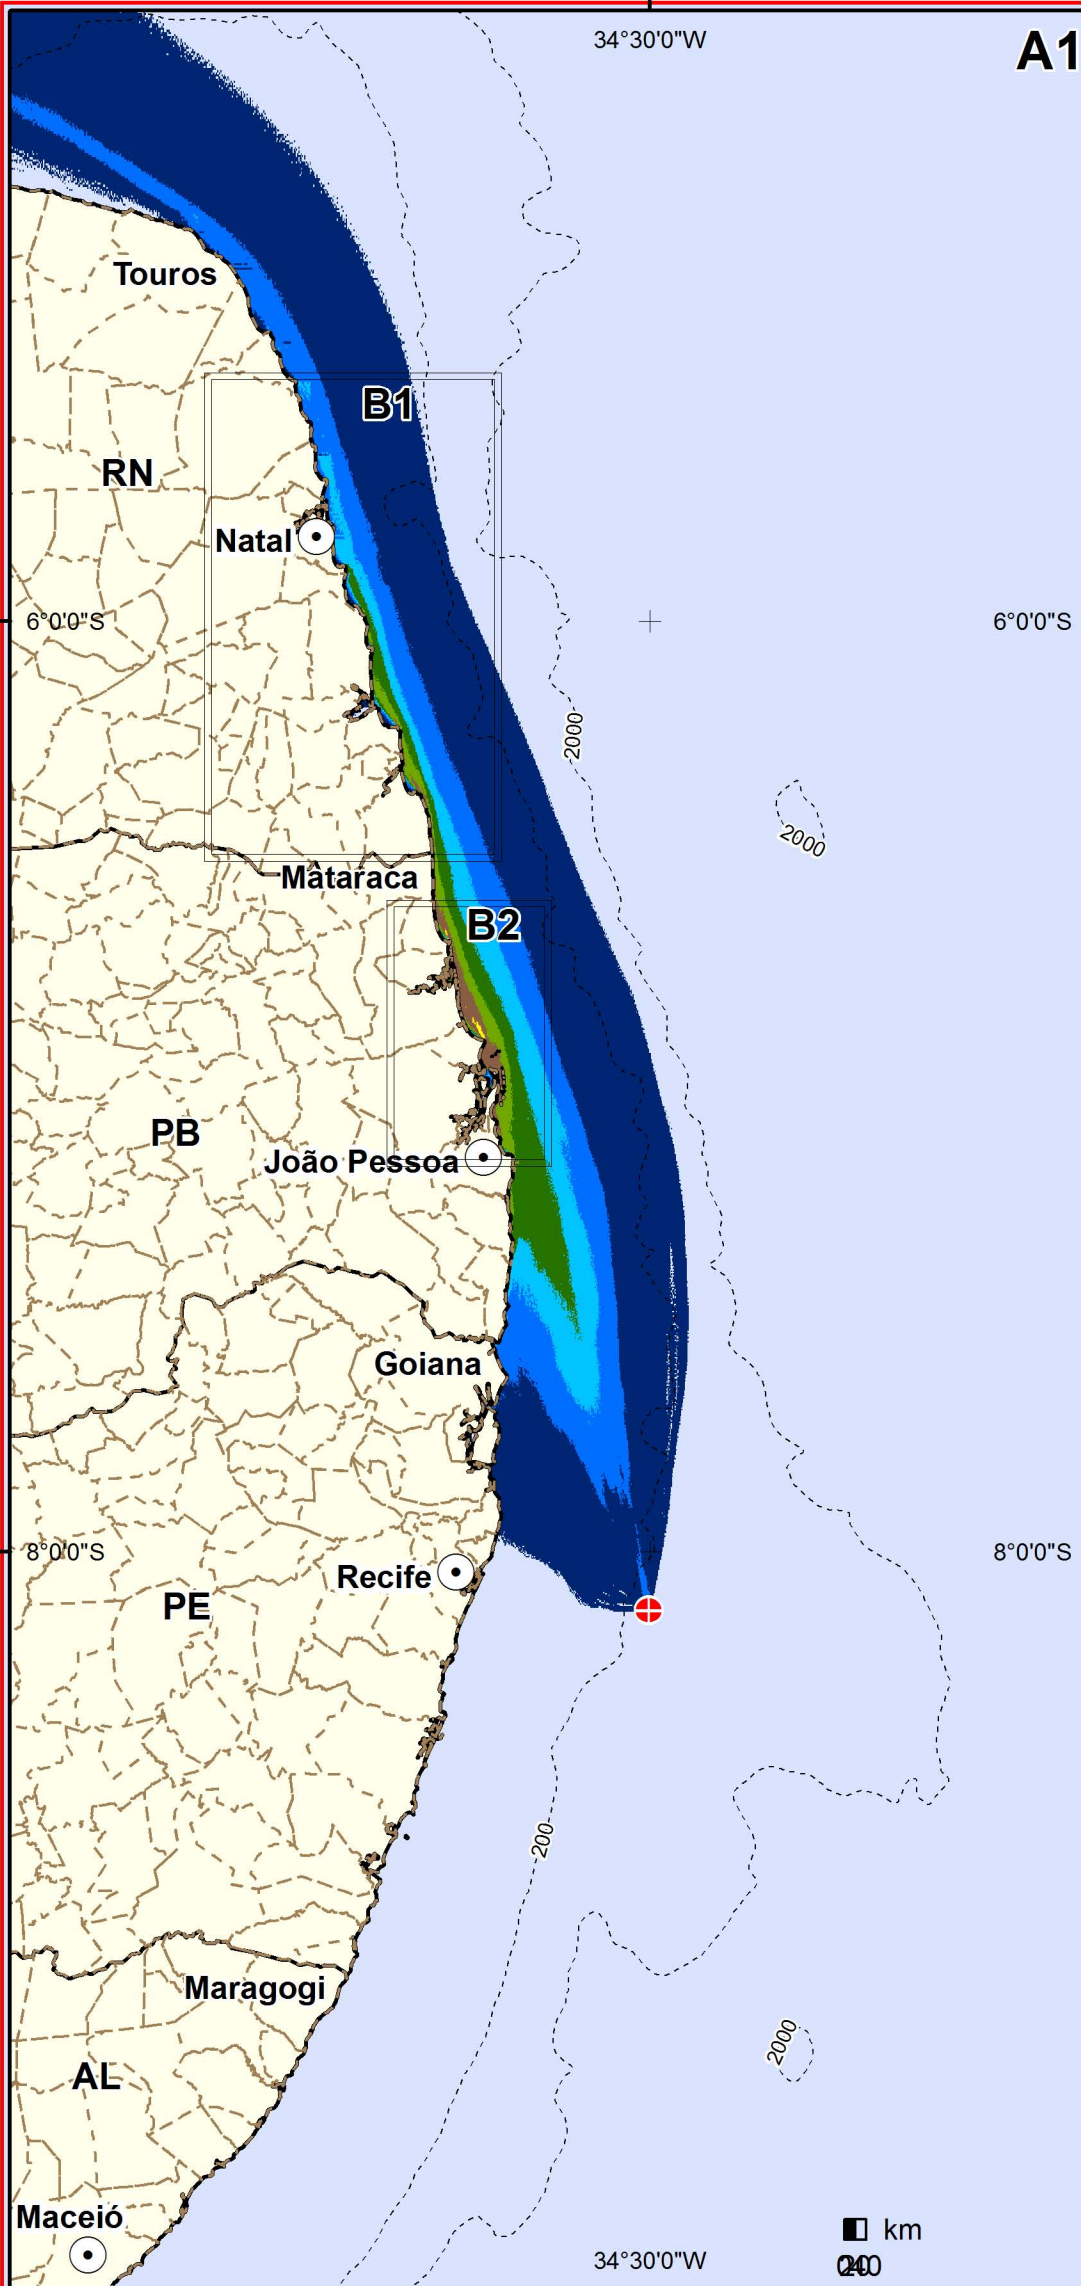 34°30'0"W
A1
Touros
B1
RN
Natal
6°0'0"S
6°0'0"S
2000
2000
Mataraca
B2
PB
João Pessoa
Goiana
8°0'0"S
8°0'0"S
Recife
PE
200
Maragogi
2000
AL
Maceió
km
34°30'0"W